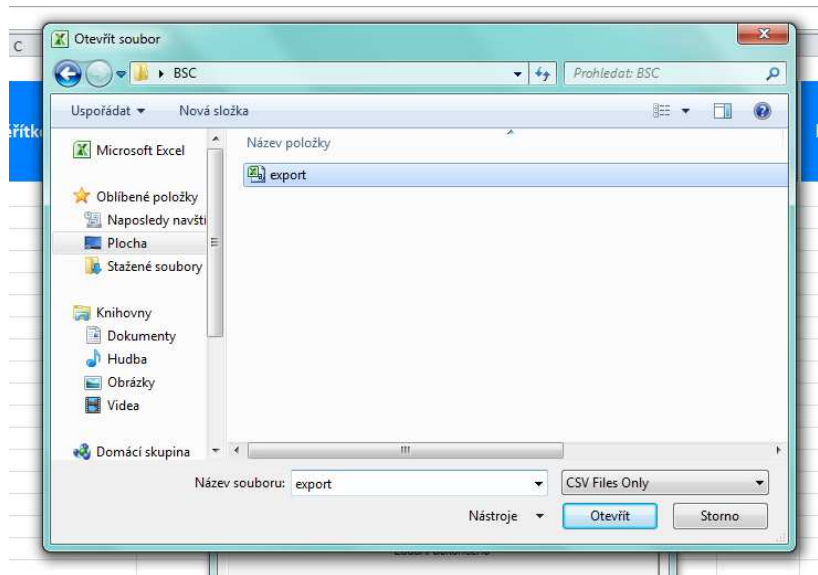 C
Otevřít soubor
BSC
Prohledat: BSC
Uspořádat
Nová složka
Microsoft Excel
Název položky
export
Oblíbené položky
Naposledy navšti
Plocha
Stažené soubory
Knihovny
Dokumenty
Hudba
Obrázky
Videa
Domácí skupina
Název souboru:
export
CSV Files Only
Nástroje
Otevřít
Storno